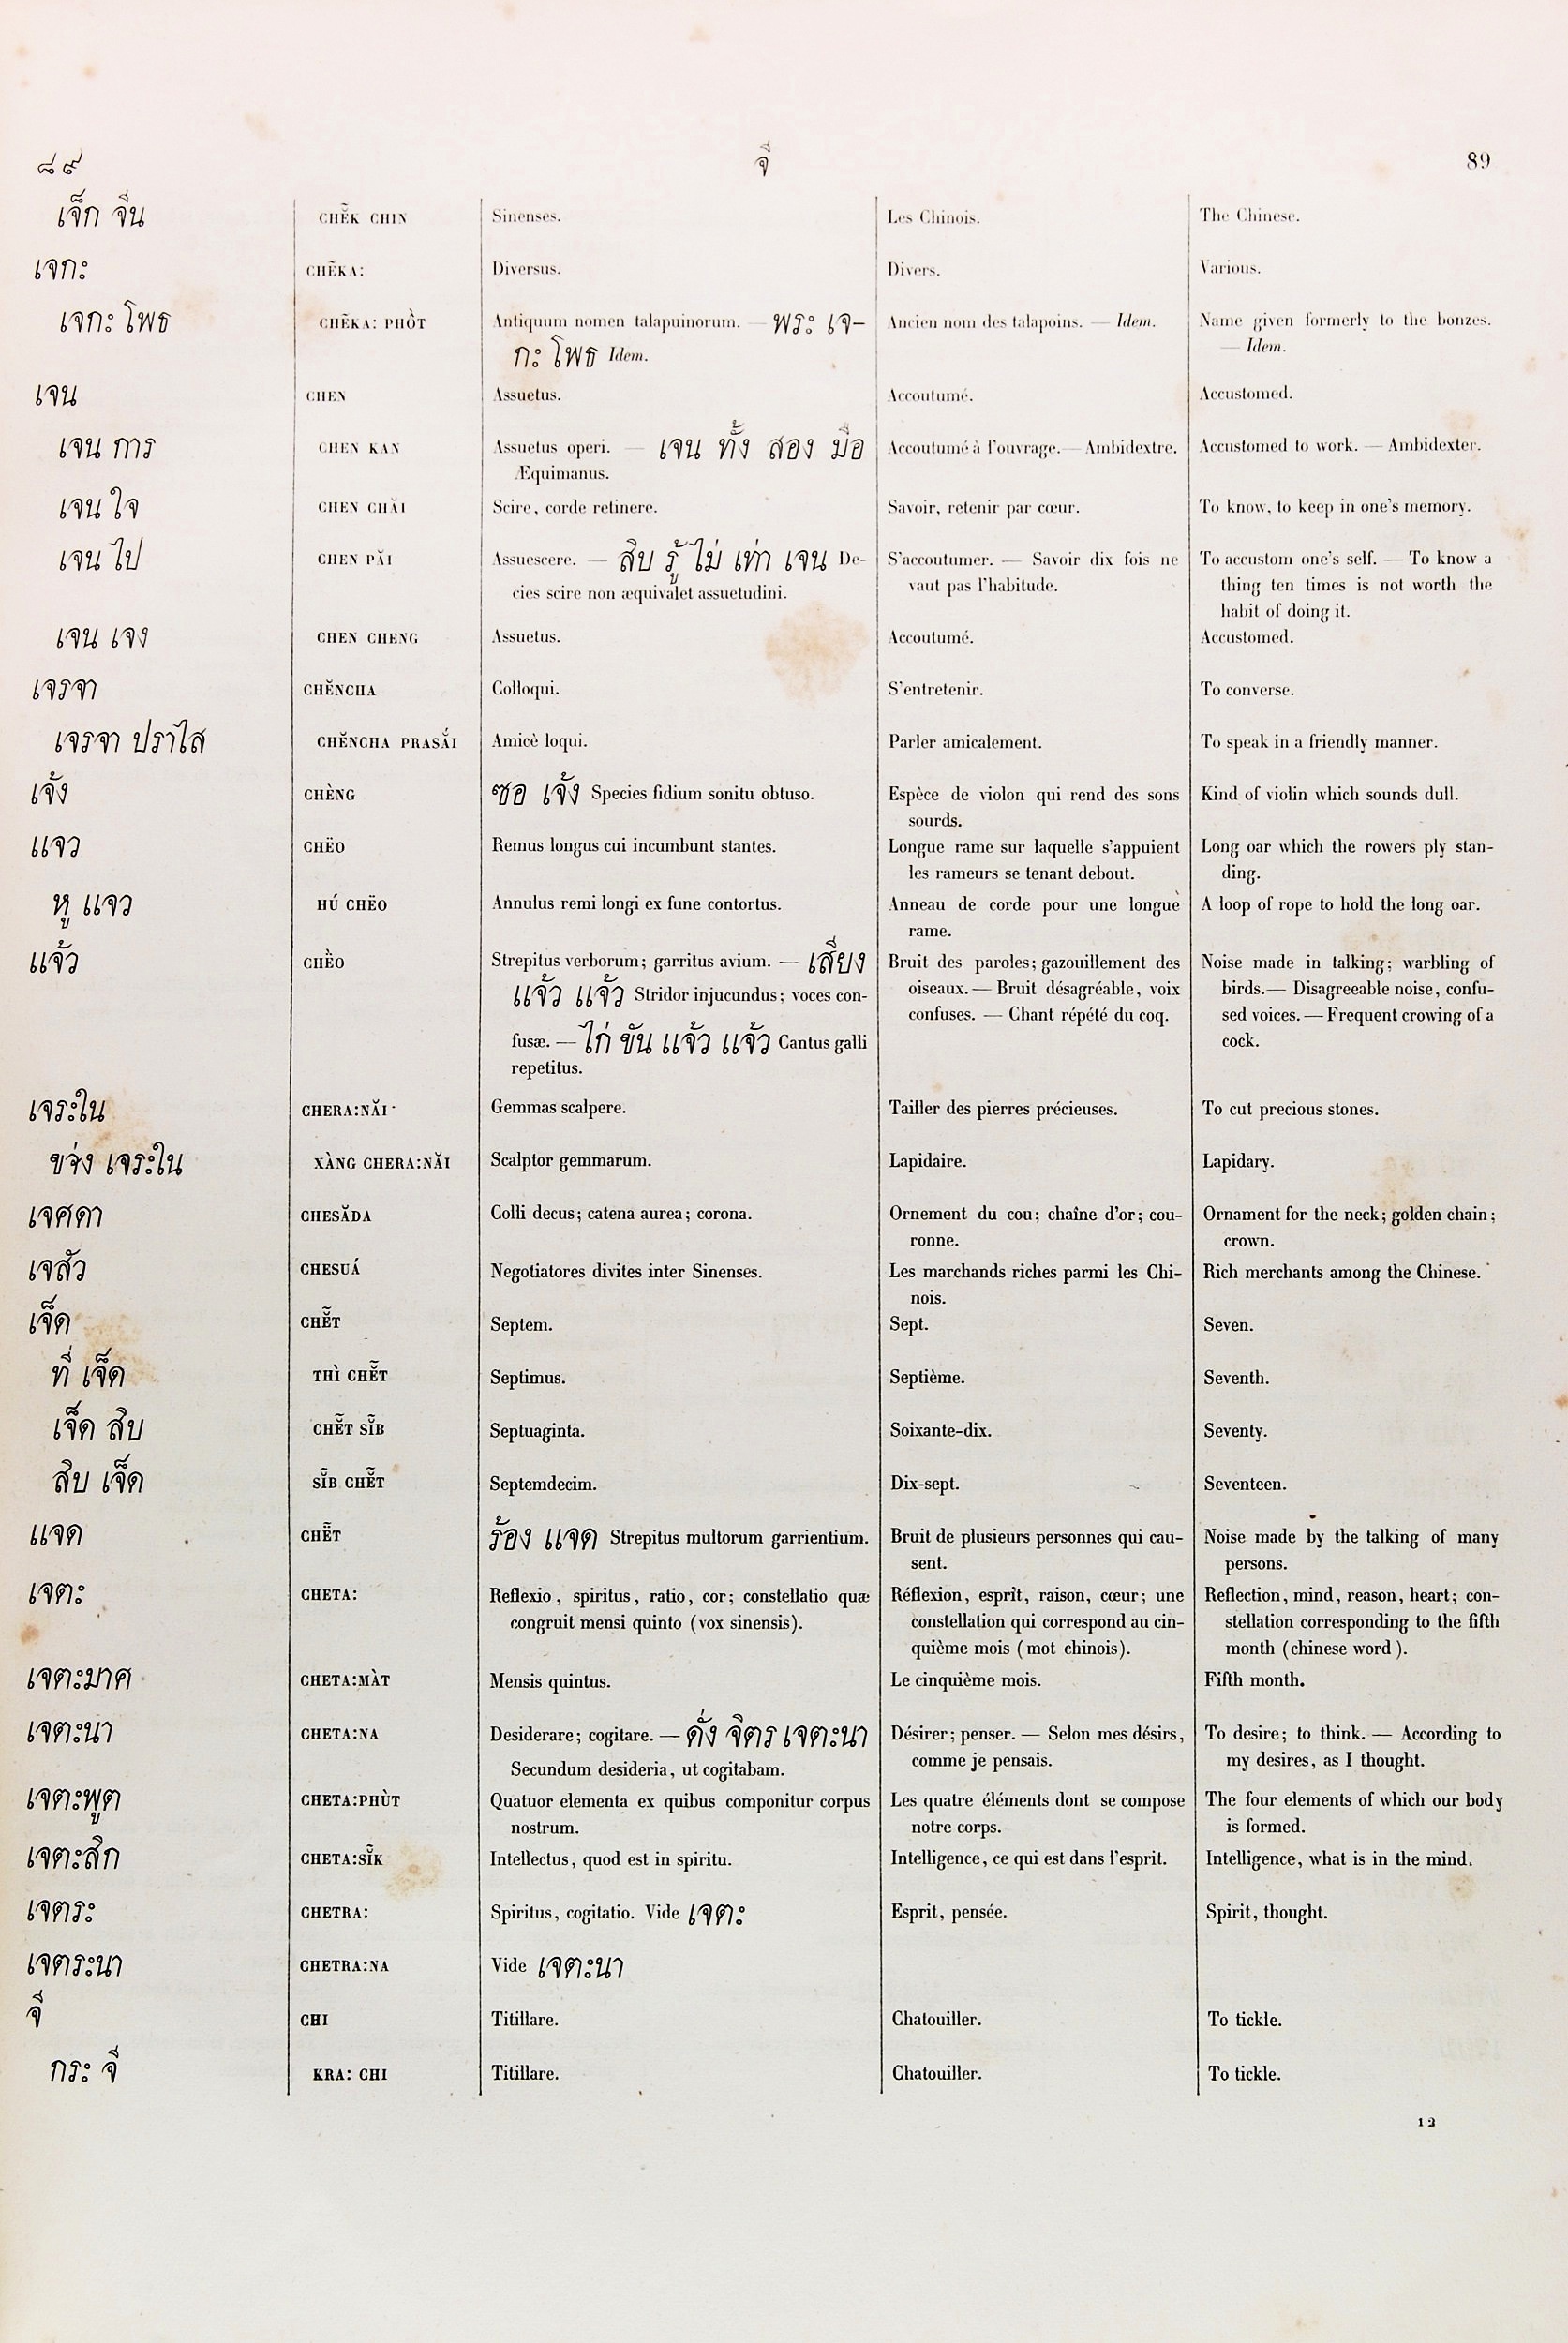 ๘๙ จี 89
เจ็ก จีน CHĔ̃K CHIN Sinenses. Les Chinois. The Chinese.
เจกะ CHĒKA: Diversus. Divers. Various.
เจกะ โพธ CHĒKA: PHỒT Antiquum nomen talapuinorum. — พระ เจ- Ancien nom des talapoins. — Idem. Name given formerly to the bonzes.
กะ โพธ Idem. — Idem.
เจน CHEN Assuetus. Accoutumé. Accustomed.
เจน การ CHEN KAN Assuetus operi. — เจน ทั้ง สอง มือ Accoutumé à l'ouvrage. — Ambidextre. Accustomed to work. — Ambidexter.
Æquimanus.
เจน ใจ CHEN CHĂI Scire, corde retinere. Savoir, retenir par cœur. To know, to keep in one's memory.
เจน ไป CHEN PĂI Assuescere. — สิบ รู้ ไม่ เท่า เจน De- S'accoutumer. — Savoir dix fois ne To accustom one's self. — To know a
cies scire non æquivalet assuetudini. vaut pas l'habitude. thing ten times is not worth the
habit of doing it.
เจน เจง CHEN CHENG Assuetus. Accoutumé. Accustomed.
เจรจา CHĔNCHA Colloqui. S'entretenir. To converse.
เจรจา ปราไส CHĔNCHA PRASẮI Amicè loqui. Parler amicalement. To speak in a friendly manner.
เจ้ง CHÈNG ซอ เจ้ง Species fidium sonitu obtuso. Espèce de violon qui rend des sons Kind of violin which sounds dull.
sourds.
แจว CHËO Remus longus cui incumbunt stantes. Longue rame sur laquelle s'appuient Long oar which the rowers ply stan-
les rameurs se tenant debout. ding.
หู แจว HÚ CHËO Annulus remi longi ex fune contortus. Anneau de corde pour une longue A loop of rope to hold the long oar.
rame.
แจ้ว CHË̀O Strepitus verborum; garritus avium. — เสียง Bruit des paroles; gazouillement des Noise made in talking; warbling of
แจ้ว แจ้ว Stridor injucundus; voces con- oiseaux. — Bruit désagréable, voix birds. — Disagreeable noise, confu-
confuses. — Chant répété du coq. sed voices. — Frequent crowing of a
fusæ. — ไก่ ขัน แจ้ว แจ้ว Cantus galli cock.
repetitus.
เจระใน CHERA:NĂI Gemmas scalpere. Tailler des pierres précieuses. To cut precious stones.
ช่าง เจระใน XÀNG CHERA:NĂI Scalptor gemmarum. Lapidaire. Lapidary.
เจศดา CHESĂDA Colli decus; catena aurea; corona. Ornement du cou; chaîne d'or; cou- Ornament for the neck; golden chain;
ronne. crown.
เจสัว CHESUÁ Negotiatores divites inter Sinenses. Les marchands riches parmi les Chi- Rich merchants among the Chinese.
nois.
เจ็ด CHĔ̃T Septem. Sept. Seven.
ที่ เจ็ด THÌ CHĔ̃T Septimus. Septième. Seventh.
เจ็ด สิบ CHĔ̃T SĬ̃B Septuaginta. Soixante-dix. Seventy.
สิบ เจ็ด SĬ̃B CHĔ̃T Septemdecim. Dix-sept. Seventeen.
แจด CHË̃T ร้อง แจด Strepitus multorum garrientium. Bruit de plusieurs personnes qui cau- Noise made by the talking of many
sent. persons.
เจตะ CHETA: Reflexio, spiritus, ratio, cor; constellatio quæ Réflexion, esprit, raison, cœur; une Reflection, mind, reason, heart; con-
congruit mensi quinto (vox sinensis). constellation qui correspond au cin- stellation corresponding to the fifth
quième mois (mot chinois). month (chinese word).
เจตะมาศ CHETA:MÀT Mensis quintus. Le cinquième mois. Fifth month.
เจตะนา CHETA:NA Desiderare; cogitare. — ดั่ง จิตร เจตะนา Désirer; penser. — Selon mes désirs, To desire; to think. — According to
Secundum desideria, ut cogitabam. comme je pensais. my desires, as I thought.
เจตะพูต CHETA:PHÙT Quatuor elementa ex quibus componitur corpus Les quatre éléments dont se compose The four elements of which our body
nostrum. notre corps. is formed.
เจตะสิก CHETA:SĬ̃K Intellectus, quod est in spiritu. Intelligence, ce qui est dans l'esprit. Intelligence, what is in the mind.
เจตระ CHETRA: Spiritus, cogitatio. Vide เจตะ Esprit, pensée. Spirit, thought.
เจตระนา CHETRA:NA Vide เจตะนา
จี CHI Titillare. Chatouiller. To tickle.
กระ จี KRA: CHI Titillare. Chatouiller. To tickle.
12